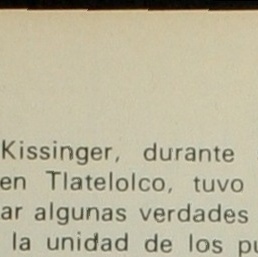 Kissinger, durante
en Tlatelolco, tuvo
ar algunas verdades
la unidad de los pu